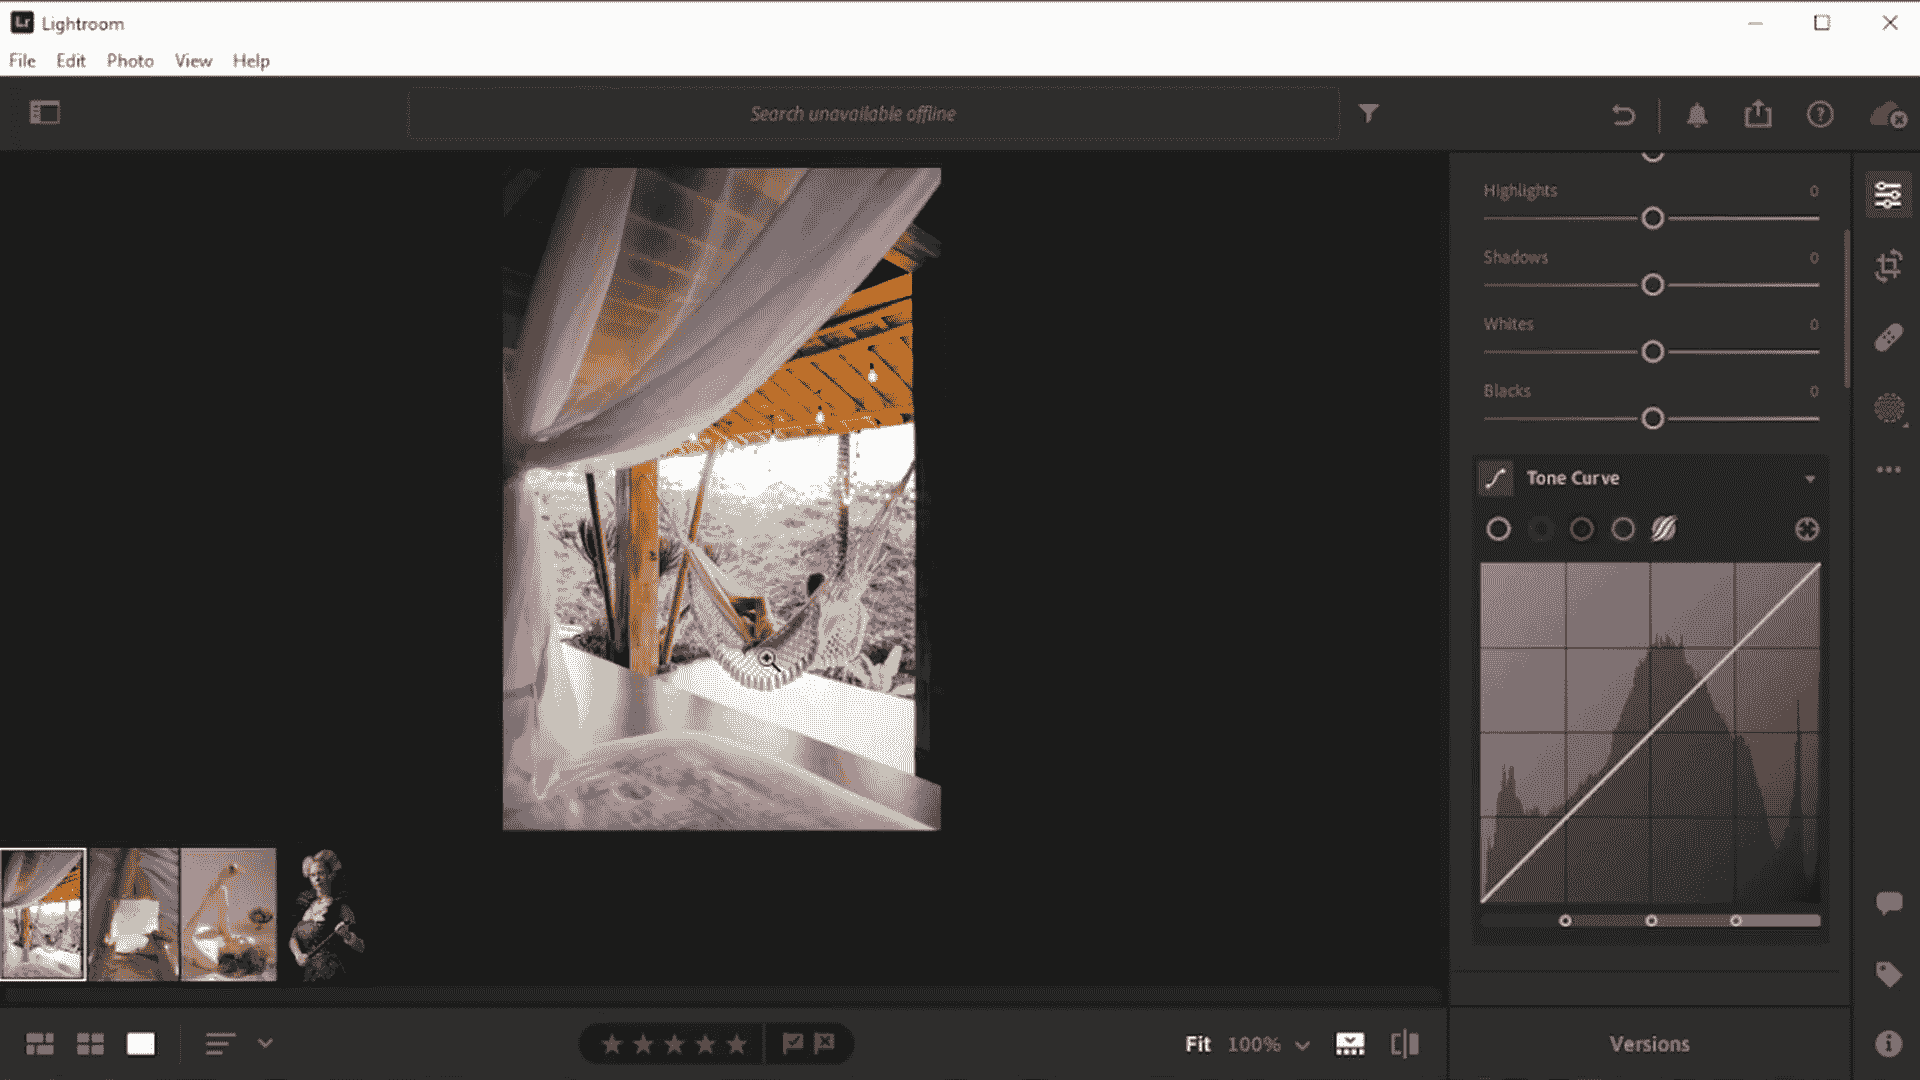 Lr Lightroom
File Edit Photo View Help
Search unavailable offline
Highlights 0
Shadows 0
Whites 0
Blacks 0
Tone Curve
Fit 100%
Versions